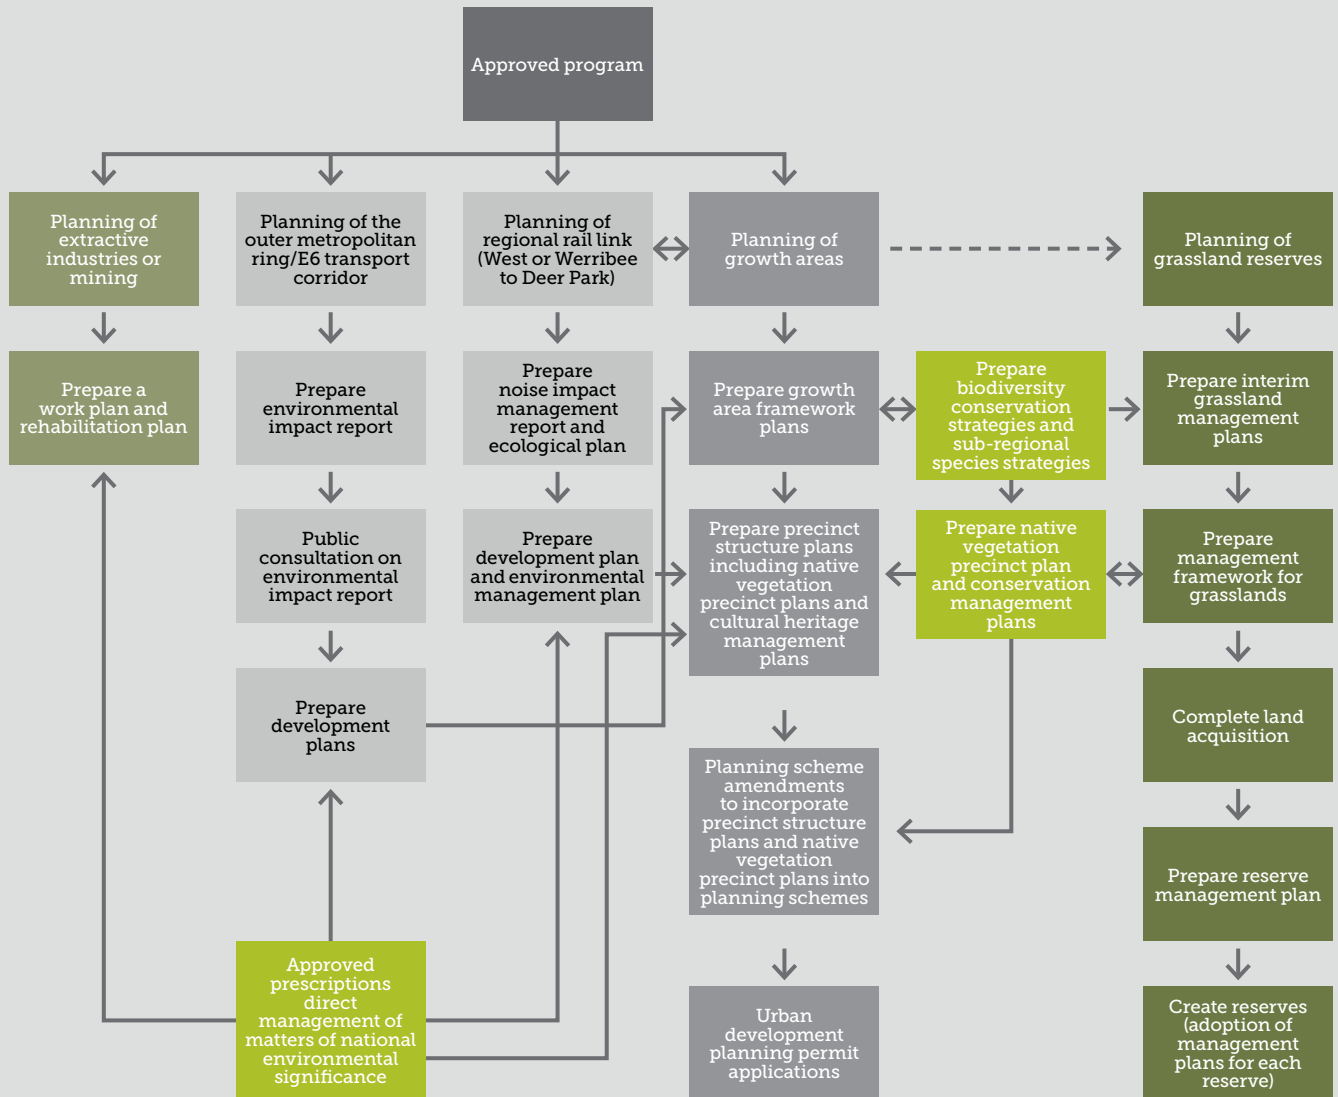 Approved program
Planning of
extractive
industries or
mining
Planning of the
outer metropolitan
ring/E6 transport
corridor
Planning of
regional rail link
(West or Werribee
to Deer Park)
Planning of
growth areas
Planning of
grassland reserves
Prepare a
work plan and
rehabilitation plan
Prepare
environmental
impact report
Prepare
noise impact
management
report and
ecological plan
Prepare growth
area framework
plans
Prepare
biodiversity
conservation
strategies and
sub-regional
species strategies
Prepare interim
grassland
management
plans
Public
consultation on
environmental
impact report
Prepare
development plan
and environmental
management plan
Prepare precinct
structure plans
including native
vegetation
precinct plans and
cultural heritage
management
plans
Prepare native
vegetation
precinct plan
and conservation
management
plans
Prepare
management
framework for
grasslands
Prepare
development
plans
Complete land
acquisition
Planning scheme
amendments
to incorporate
precinct structure
plans and native
vegetation
precinct plans into
planning schemes
Prepare reserve
management plan
Approved
prescriptions
direct
management of
matters of national
environmental
significance
Urban
development
planning permit
applications
Create reserves
(adoption of
management
plans for each
reserve)